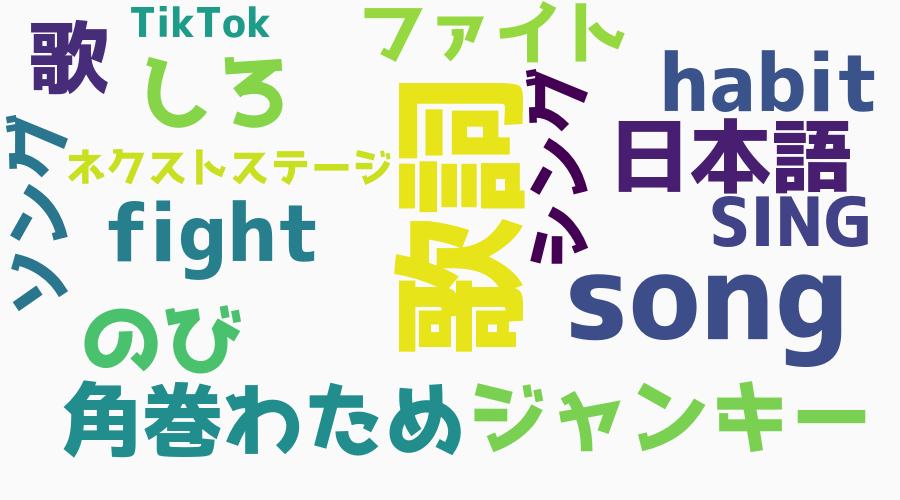 歌
TikTok
ファイト
しろ
habit
歌詞
シング
ソング
日本語
ネクストステージ
fight
SING
song
のび
角巻わため
ジャンキー